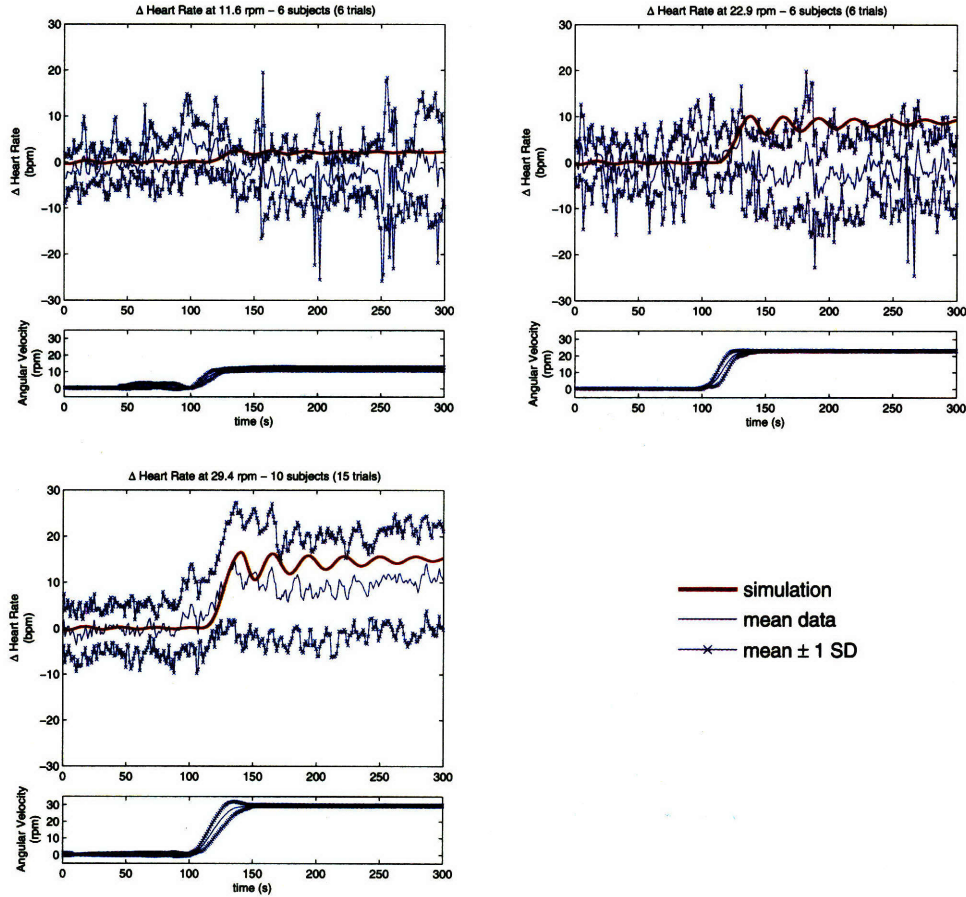 Δ Heart Rate at 11.6 rpm – 6 subjects (6 trials)
30
20
10
0
−10
−20
−30
Δ Heart Rate
(bpm)
0 50 100 150 200 250 300
30
20
10
0
Angular Velocity
(rpm)
0 50 100 150 200 250 300
time (s)
Δ Heart Rate at 22.9 rpm – 6 subjects (6 trials)
30
20
10
0
−10
−20
−30
Δ Heart Rate
(bpm)
0 50 100 150 200 250 300
30
20
10
0
Angular Velocity
(rpm)
0 50 100 150 200 250 300
time (s)
Δ Heart Rate at 29.4 rpm – 10 subjects (15 trials)
30
20
10
0
−10
−20
−30
Δ Heart Rate
(bpm)
0 50 100 150 200 250 300
30
20
10
0
Angular Velocity
(rpm)
0 50 100 150 200 250 300
time (s)
simulation
mean data
mean ± 1 SD